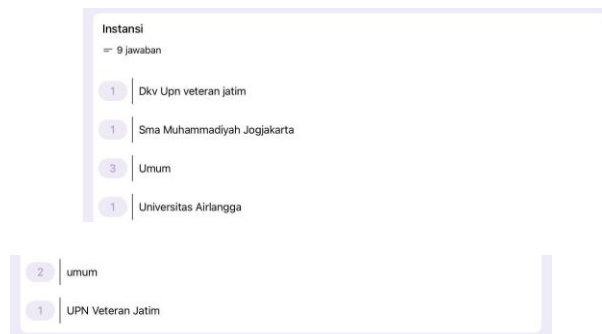 Instansi
9 jawaban
1 Dkv Upn veteran jatim
1 Sma Muhammadiyah Jogjakarta
3 Umum
1 Universitas Airlangga
2 umum
1 UPN Veteran Jatim